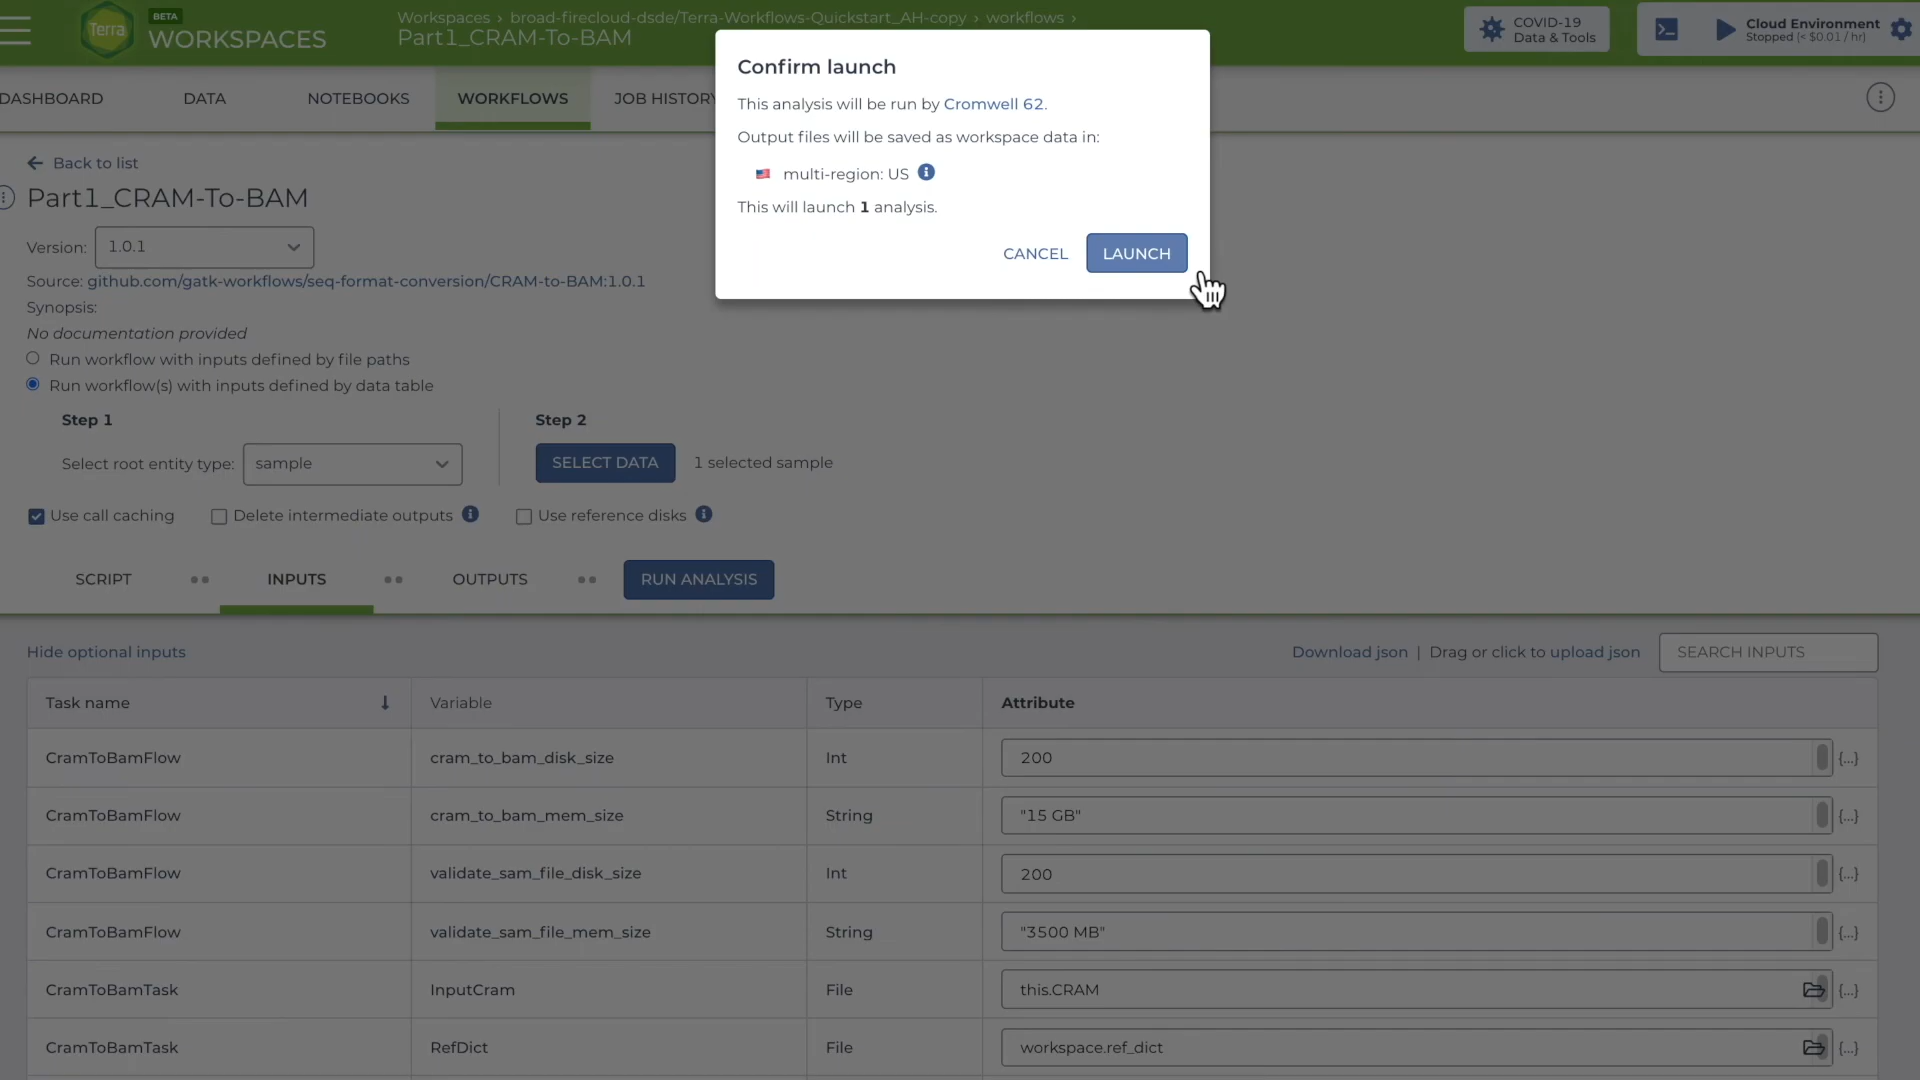 BETA
Terra
WORKSPACES
Workspaces › broad-firecloud-dsde/Terra-Workflows-Quickstart_AH-copy › workflows ›
Part1_CRAM-To-BAM
COVID-19
Data & Tools
Cloud Environment
Stopped (< $0.01 / hr)
DASHBOARD
DATA
NOTEBOOKS
WORKFLOWS
JOB HISTORY
Confirm launch
This analysis will be run by Cromwell 62.
Output files will be saved as workspace data in:
multi-region: US
This will launch 1 analysis.
CANCEL
LAUNCH
Back to list
Part1_CRAM-To-BAM
Version: 1.0.1
Source: github.com/gatk-workflows/seq-format-conversion/CRAM-to-BAM:1.0.1
Synopsis:
No documentation provided
Run workflow with inputs defined by file paths
Run workflow(s) with inputs defined by data table
Step 1
Step 2
Select root entity type: sample
SELECT DATA
1 selected sample
Use call caching
Delete intermediate outputs
Use reference disks
SCRIPT
INPUTS
OUTPUTS
RUN ANALYSIS
Hide optional inputs
Download json | Drag or click to upload json
SEARCH INPUTS
Task name Variable Type Attribute
CramToBamFlow cram_to_bam_disk_size Int 200 {...}
CramToBamFlow cram_to_bam_mem_size String "15 GB" {...}
CramToBamFlow validate_sam_file_disk_size Int 200 {...}
CramToBamFlow validate_sam_file_mem_size String "3500 MB" {...}
CramToBamTask InputCram File this.CRAM {...}
CramToBamTask RefDict File workspace.ref_dict {...}